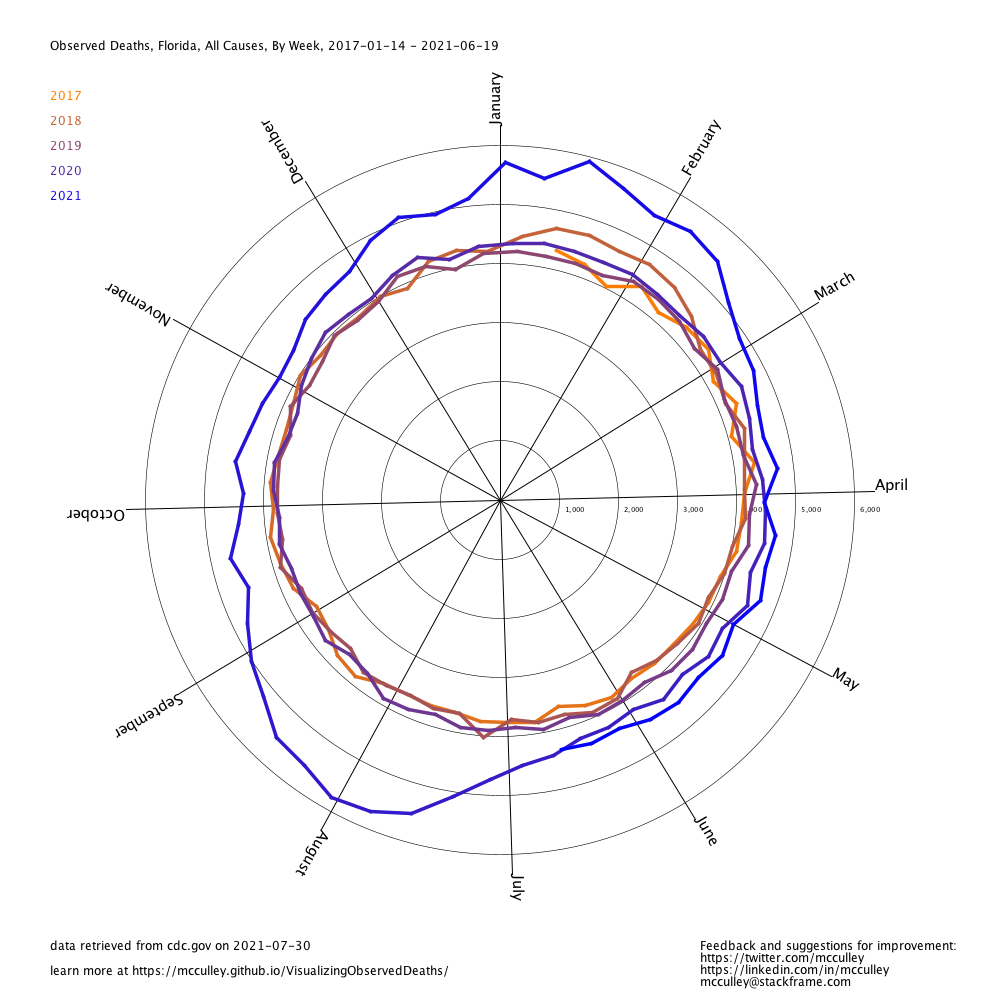 Observed Deaths, Florida, All Causes, By Week, 2017-01-14 - 2021-06-19
2017
2018
2019
2020
2021
January
February
March
April
May
June
July
August
September
October
November
December
1,000
2,000
3,000
4,000
5,000
6,000
data retrieved from cdc.gov on 2021-07-30
learn more at https://mcculley.github.io/VisualizingObservedDeaths/
Feedback and suggestions for improvement:
https://twitter.com/mcculley
https://linkedin.com/in/mcculley
mcculley@stackframe.com